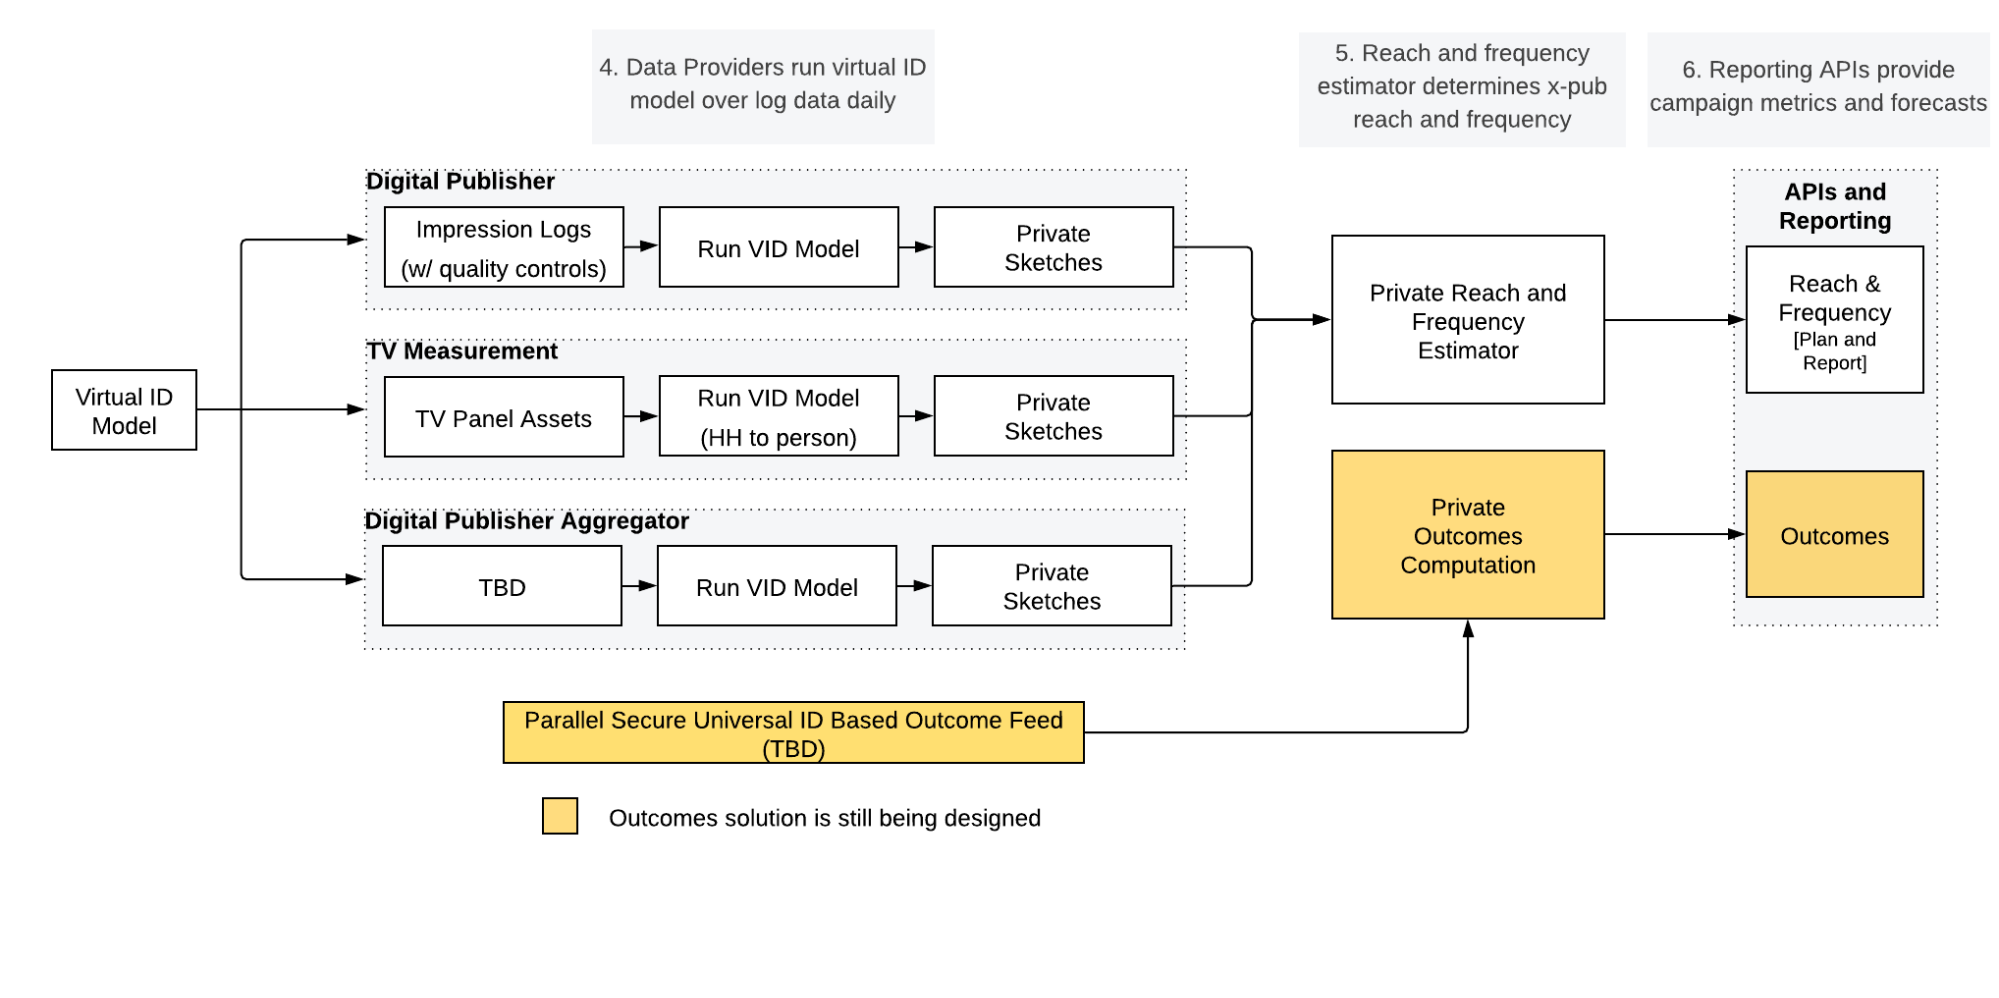 4. Data Providers run virtual ID
model over log data daily
5. Reach and frequency
estimator determines x-pub
reach and frequency
6. Reporting APIs provide
campaign metrics and forecasts
Digital Publisher
Impression Logs
(w/ quality controls)
Run VID Model
Private
Sketches
TV Measurement
TV Panel Assets
Run VID Model
(HH to person)
Private
Sketches
Virtual ID
Model
Digital Publisher Aggregator
TBD
Run VID Model
Private
Sketches
Private Reach and
Frequency
Estimator
Private
Outcomes
Computation
APIs and
Reporting
Reach &
Frequency
[Plan and
Report]
Outcomes
Parallel Secure Universal ID Based Outcome Feed
(TBD)
Outcomes solution is still being designed